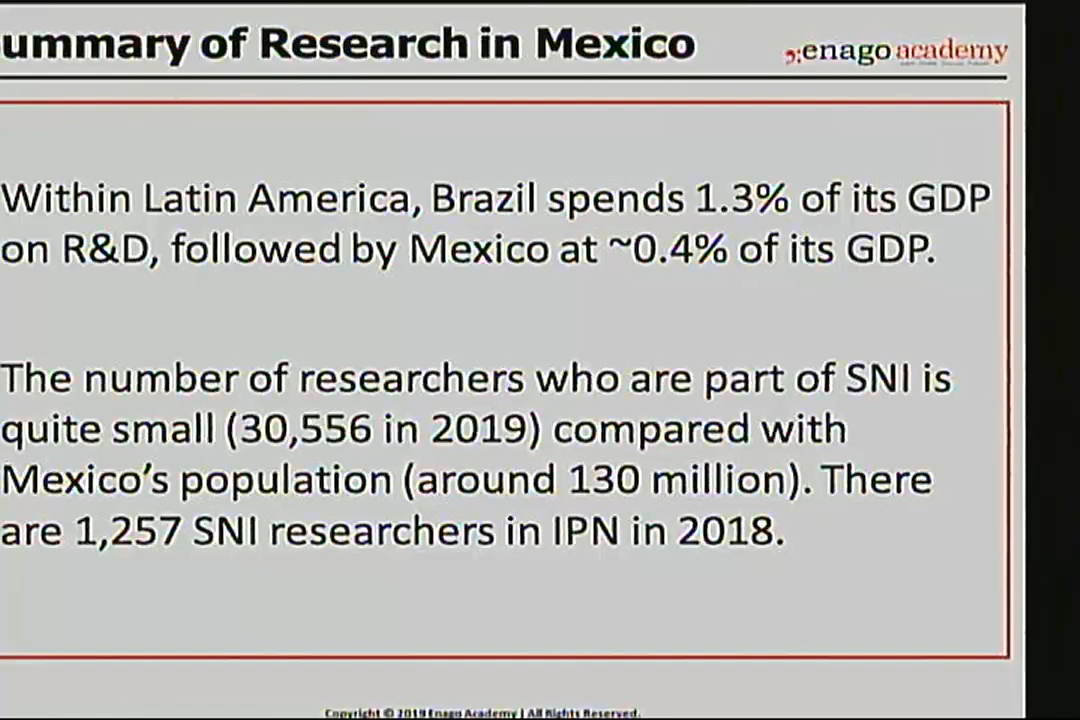 ummary of Research in Mexico
enago academy
Within Latin America, Brazil spends 1.3% of its GDP
on R&D, followed by Mexico at ~0.4% of its GDP.
The number of researchers who are part of SNI is
quite small (30,556 in 2019) compared with
Mexico's population (around 130 million). There
are 1,257 SNI researchers in IPN in 2018.
Copyright © 2019 Enago Academy | All Rights Reserved.